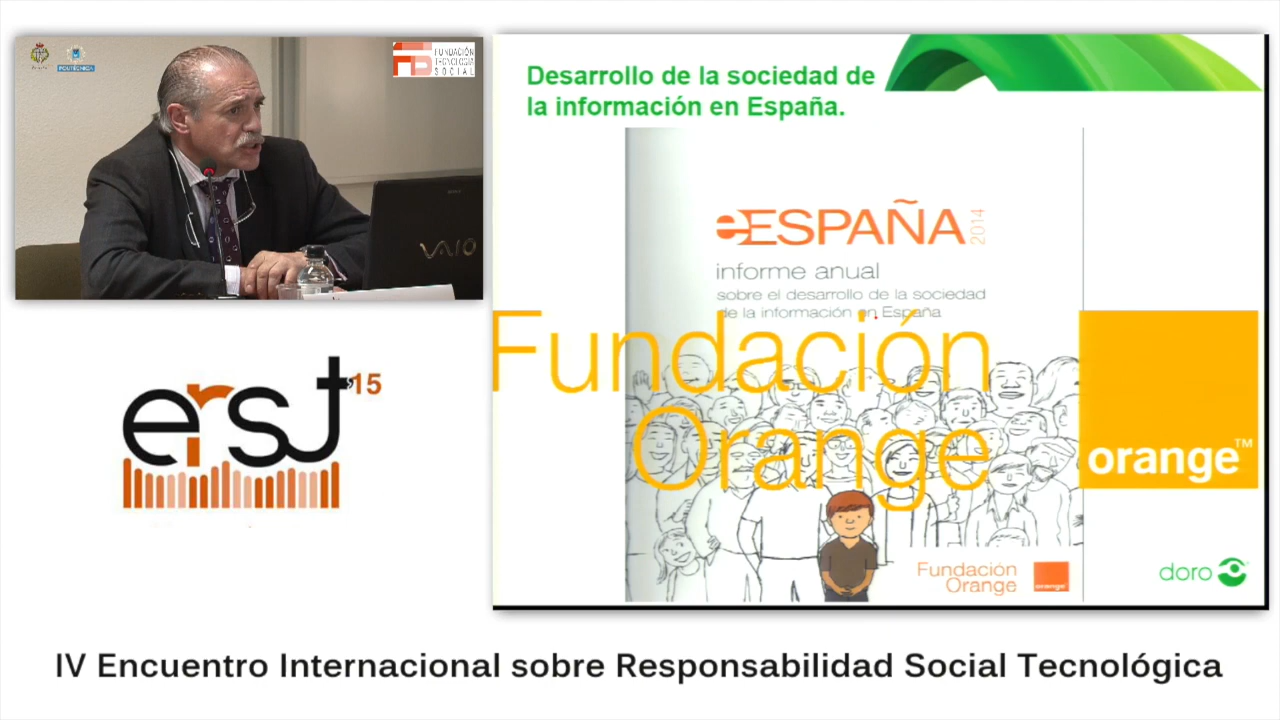 POLITÉCNICA
FUNDACIÓN
TECNOLOGÍA
SOCIAL
VAIO
erst'15
Desarrollo de la sociedad de
la información en España.
eESPAÑA 2014
informe anual
sobre el desarrollo de la sociedad
de la información en España
Fundación
Orange
orange™
Fundación
Orange
orange
doro
IV Encuentro Internacional sobre Responsabilidad Social Tecnológica